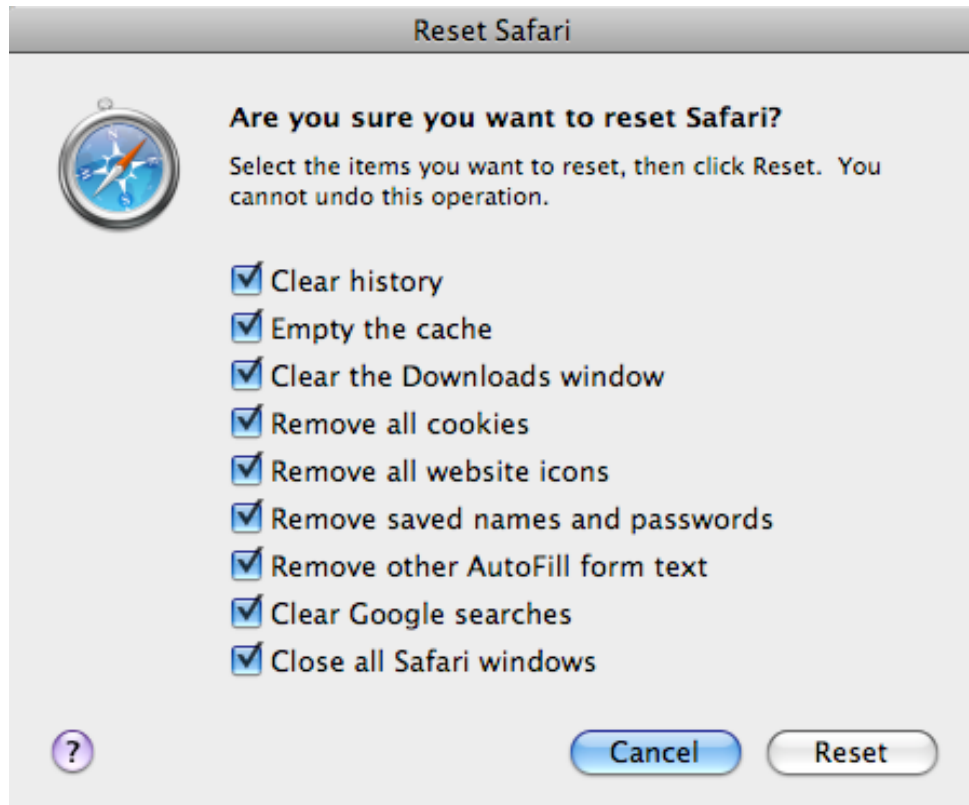 Reset Safari
Are you sure you want to reset Safari?
Select the items you want to reset, then click Reset.  You
cannot undo this operation.
Clear history
Empty the cache
Clear the Downloads window
Remove all cookies
Remove all website icons
Remove saved names and passwords
Remove other AutoFill form text
Clear Google searches
Close all Safari windows
? Cancel Reset